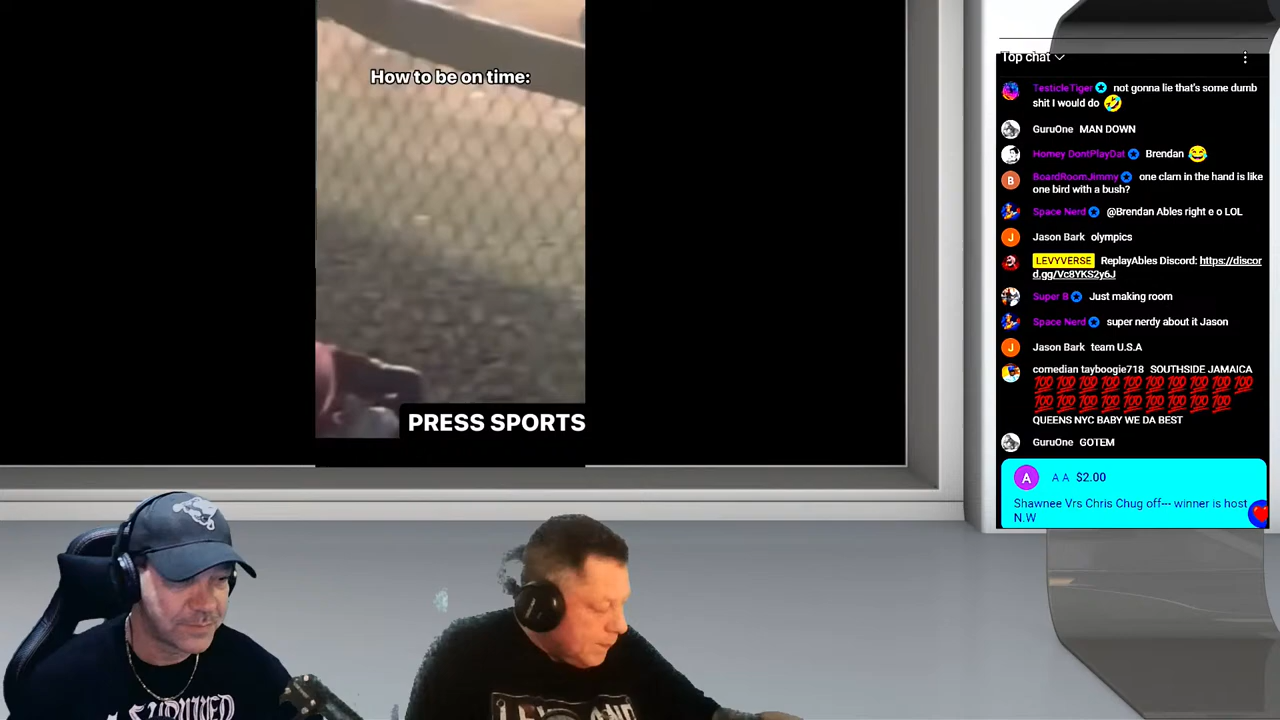 How to be on time:
PRESS SPORTS
Top chat
TesticleTiger not gonna lie that's some dumb
shit I would do 🤣
GuruOne MAN DOWN
Homey DontPlayDat Brendan 😂
BoardRoomJimmy one clam in the hand is like
one bird with a bush?
Space Nerd @Brendan Ables right e o LOL
Jason Bark olympics
LEVYVERSE ReplayAbles Discord: https://discor
d.gg/Vc8YKS2y6J
Super B Just making room
Space Nerd super nerdy about it Jason
Jason Bark team U.S.A
comedian tayboogie718 SOUTHSIDE JAMAICA
💯💯💯💯💯💯💯💯💯💯
💯💯💯💯💯💯💯💯💯
QUEENS NYC BABY WE DA BEST
GuruOne GOTEM
A A A $2.00
Shawnee Vrs Chris Chug off--- winner is host
N.W